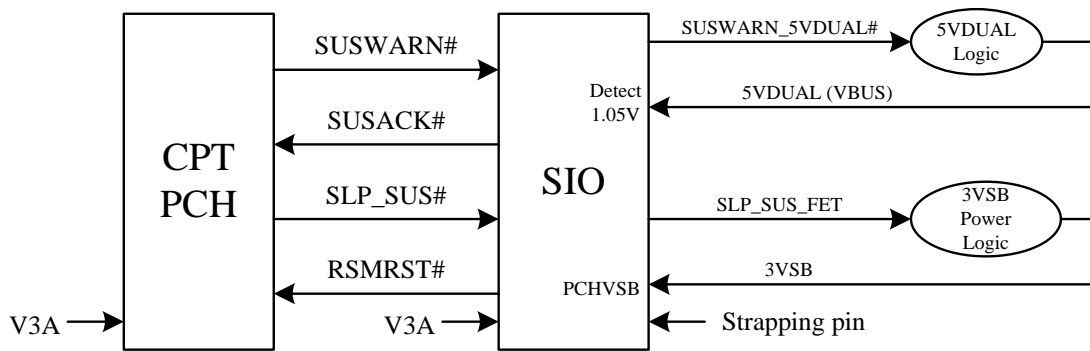 CPT
PCH
V3A
SUSWARN#
SUSACK#
SLP_SUS#
RSMRST#
V3A
SIO
Detect
1.05V
PCHVSB
SUSWARN_5VDUAL#
5VDUAL
Logic
5VDUAL (VBUS)
SLP_SUS_FET
3VSB
Power
Logic
3VSB
Strapping pin